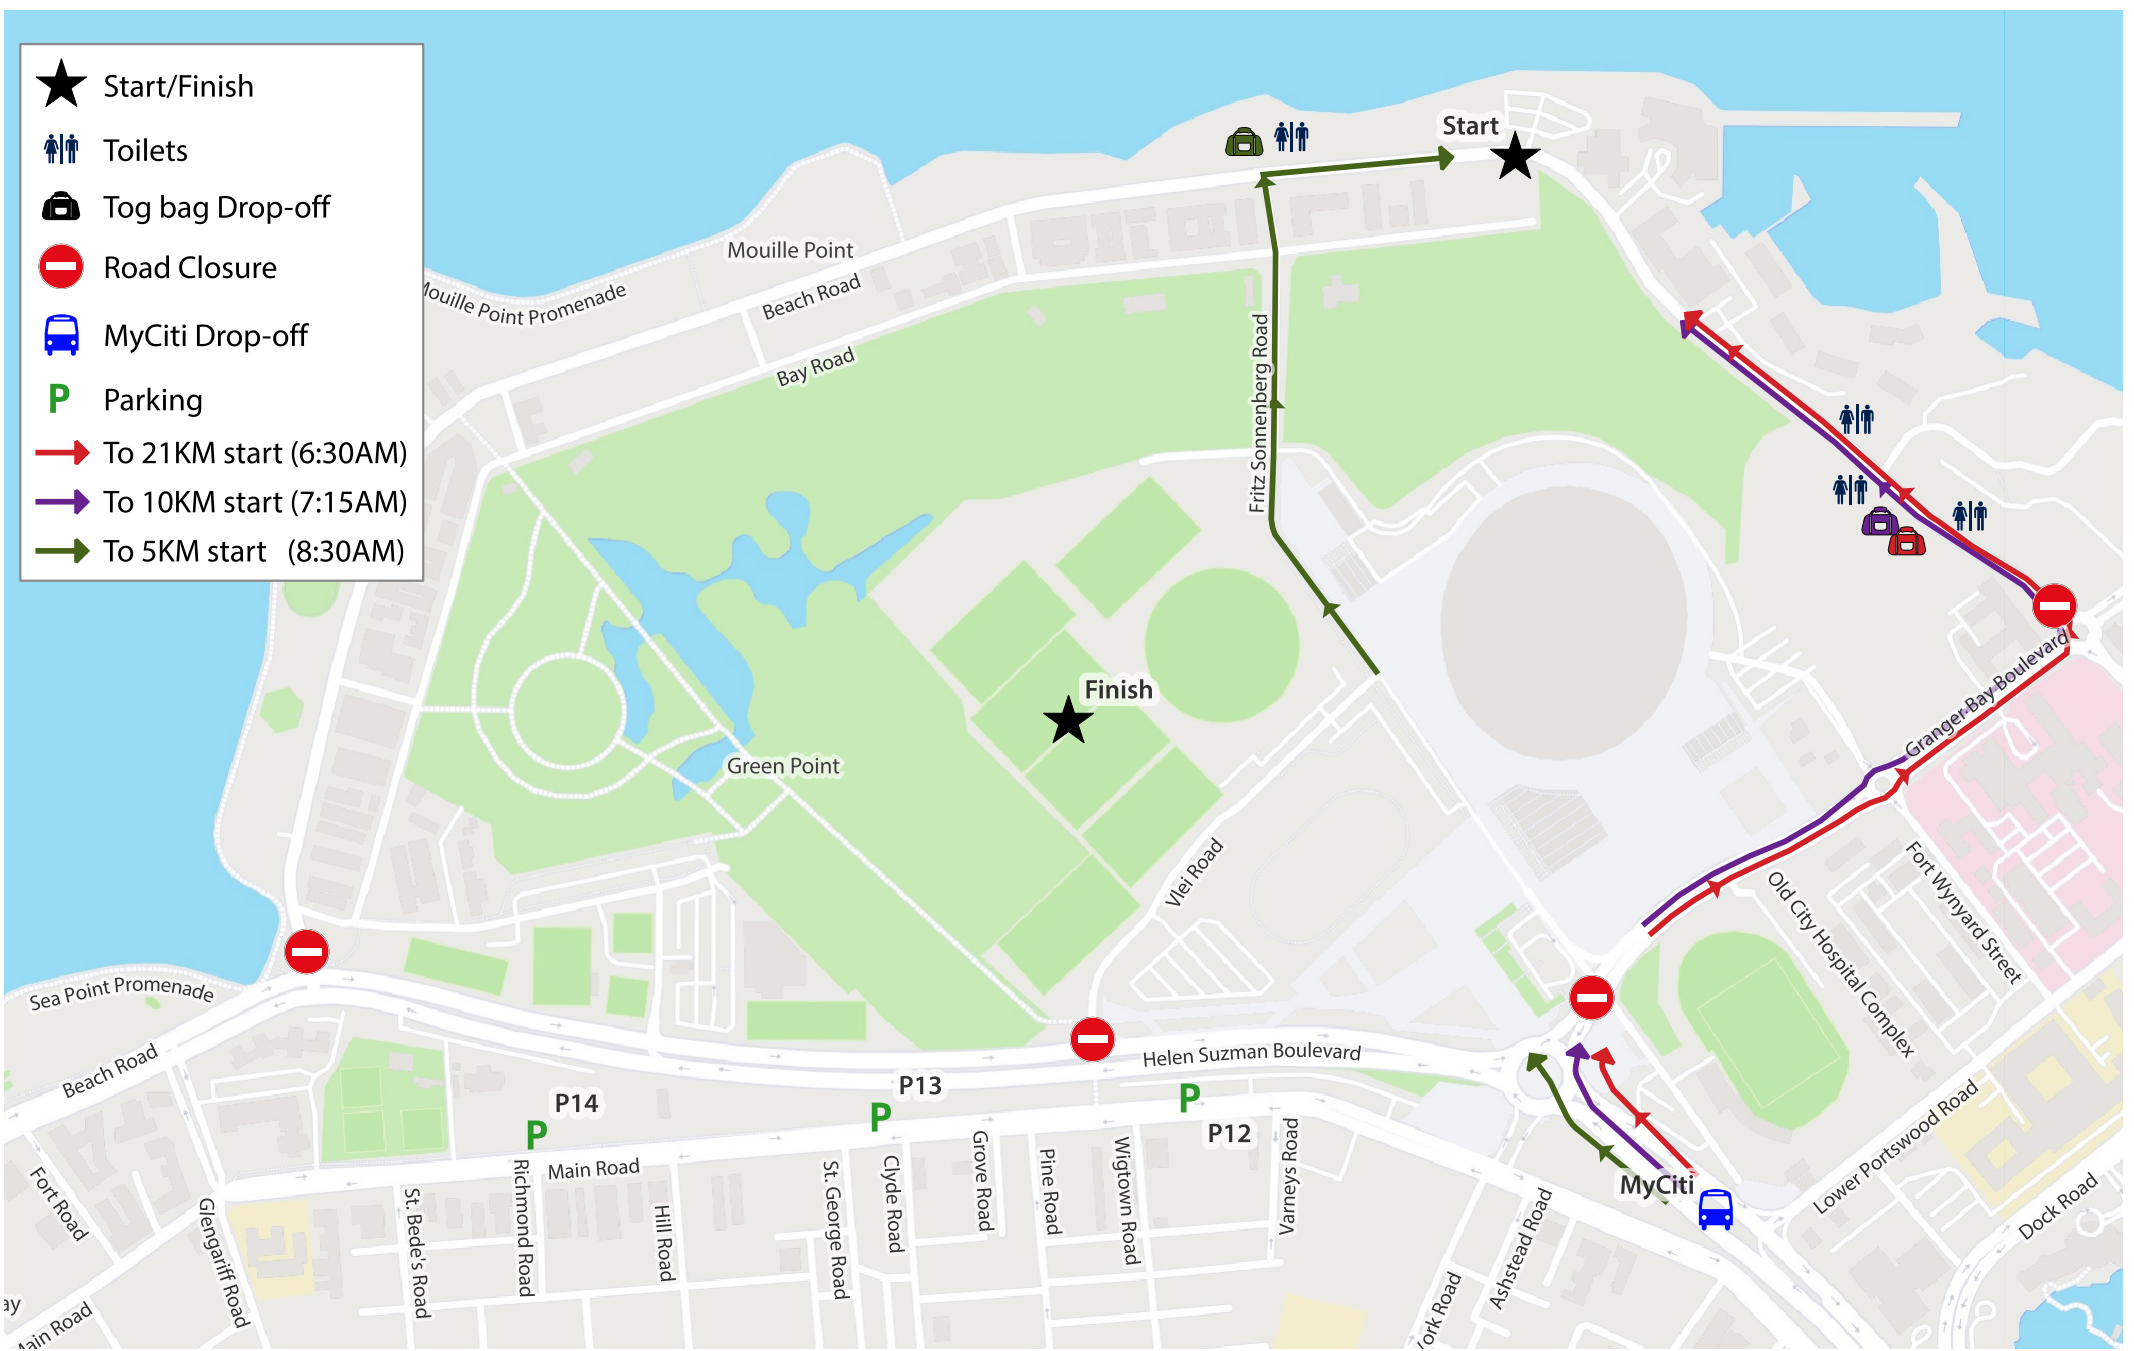 Start/Finish
Toilets
Tog bag Drop-off
Road Closure
MyCiti Drop-off
P Parking
To 21KM start (6:30AM)
To 10KM start (7:15AM)
To 5KM start (8:30AM)
Start
Mouille Point
Mouille Point Promenade
Beach Road
Bay Road
Fritz Sonnenberg Road
Finish
Green Point
Granger Bay Boulevard
Vlei Road
Old City Hospital Complex
Fort Wynyard Street
Sea Point Promenade
Beach Road
Helen Suzman Boulevard
P14
P
P13
P
P
P12
Main Road
MyCiti
Lower Portswood Road
Dock Road
Fort Road
Glengariff Road
St. Bede's Road
Richmond Road
Hill Road
St. George Road
Clyde Road
Grove Road
Pine Road
Wigtown Road
Varneys Road
Ashstead Road
York Road
ay
Main Road